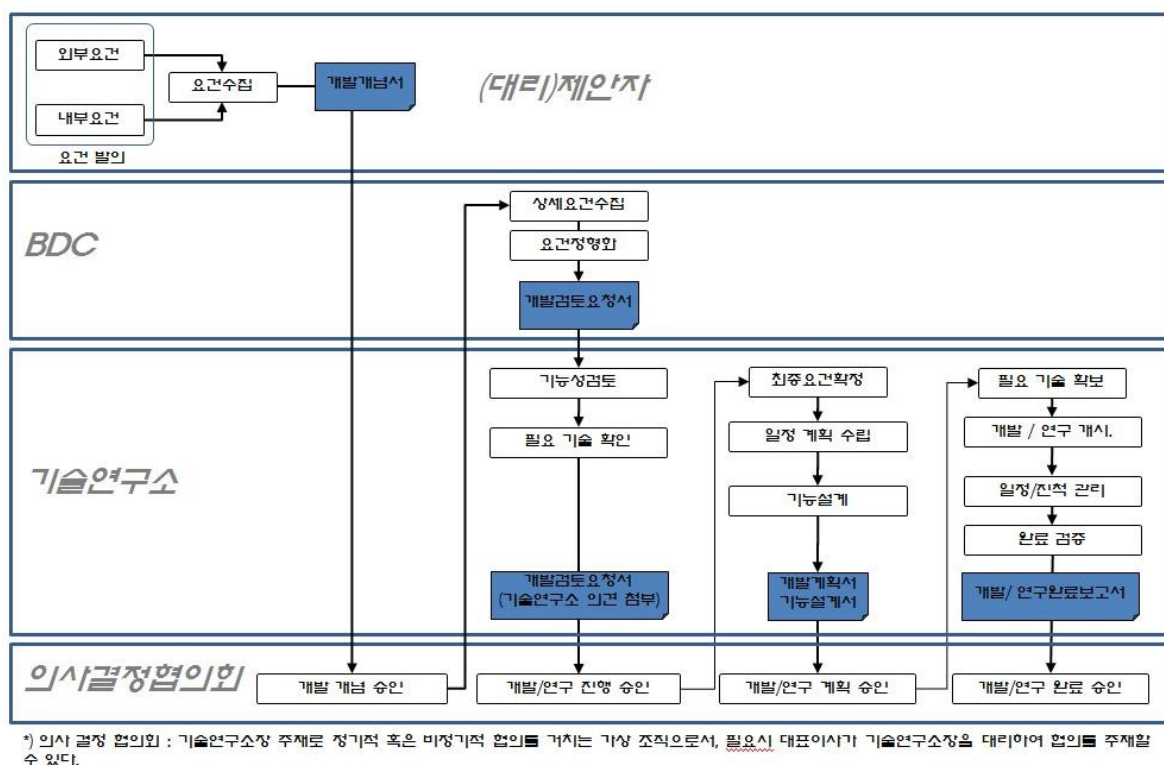 외부요건
요건수집
개발개념서
(대리)제안자
내부요건
요건 발의
BDC
상세요건수집
요건정형화
개발검토요청서
기술연구소
기능성검토
필요 기술 확인
개발검토요청서
(기술연구소 의견 첨부)
최종요건확정
일정 계획 수립
기능설계
개발계획서
기능설계서
필요 기술 확보
개발 / 연구 개시.
일정/진척 관리
완료 검증
개발/ 연구완료보고서
의사결정협의회
개발 개념 승인
개발/연구 진행 승인
개발/연구 계획 승인
개발/연구 완료 승인
*) 의사 결정 협의회 : 기술연구소장 주재로 정기적 혹은 비정기적 협의를 거치는 가상 조직으로서, 필요시 대표이사가 기술연구소장을 대리하여 협의를 주재할
수 있다.